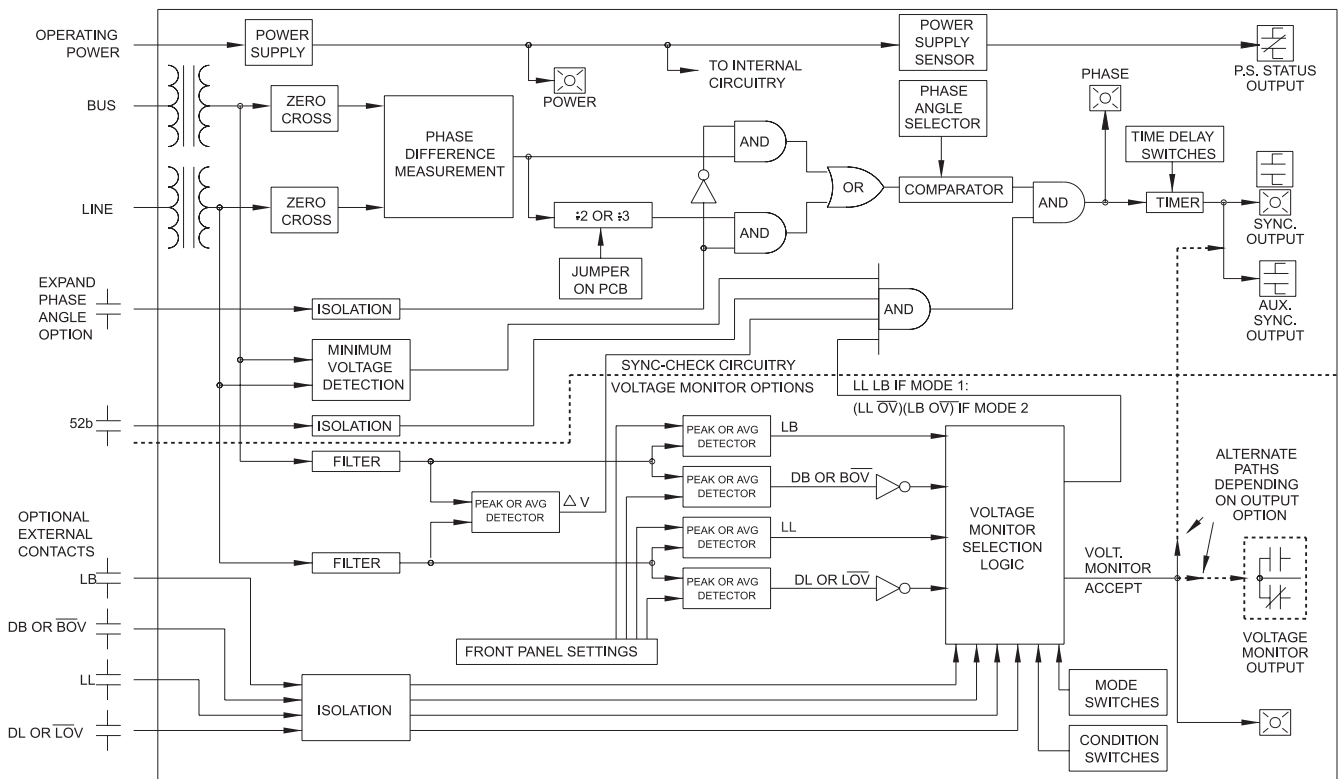 OPERATING
POWER
POWER
SUPPLY
POWER
TO INTERNAL
CIRCUITRY
POWER
SUPPLY
SENSOR
P.S. STATUS
OUTPUT
BUS
ZERO
CROSS
PHASE
DIFFERENCE
MEASUREMENT
AND
PHASE
ANGLE
SELECTOR
PHASE
TIME DELAY
SWITCHES
LINE
ZERO
CROSS
÷2 OR ÷3
JUMPER
ON PCB
AND
OR
COMPARATOR
AND
TIMER
SYNC.
OUTPUT
AUX.
SYNC.
OUTPUT
EXPAND
PHASE
ANGLE
OPTION
ISOLATION
AND
MINIMUM
VOLTAGE
DETECTION
SYNC-CHECK CIRCUITRY
VOLTAGE MONITOR OPTIONS
LL LB IF MODE 1:
(LL O̅V̅)(LB OV̅) IF MODE 2
52b
ISOLATION
FILTER
PEAK OR AVG
DETECTOR
△ V
FILTER
PEAK OR AVG
DETECTOR
LB
PEAK OR AVG
DETECTOR
DB OR BO̅V̅
PEAK OR AVG
DETECTOR
LL
PEAK OR AVG
DETECTOR
DL OR LO̅V̅
VOLTAGE
MONITOR
SELECTION
LOGIC
VOLT.
MONITOR
ACCEPT
ALTERNATE
PATHS
DEPENDING
ON OUTPUT
OPTION
VOLTAGE
MONITOR
OUTPUT
FRONT PANEL SETTINGS
OPTIONAL
EXTERNAL
CONTACTS
LB
DB OR B̅O̅V̅
LL
DL OR L̅O̅V̅
ISOLATION
MODE
SWITCHES
CONDITION
SWITCHES